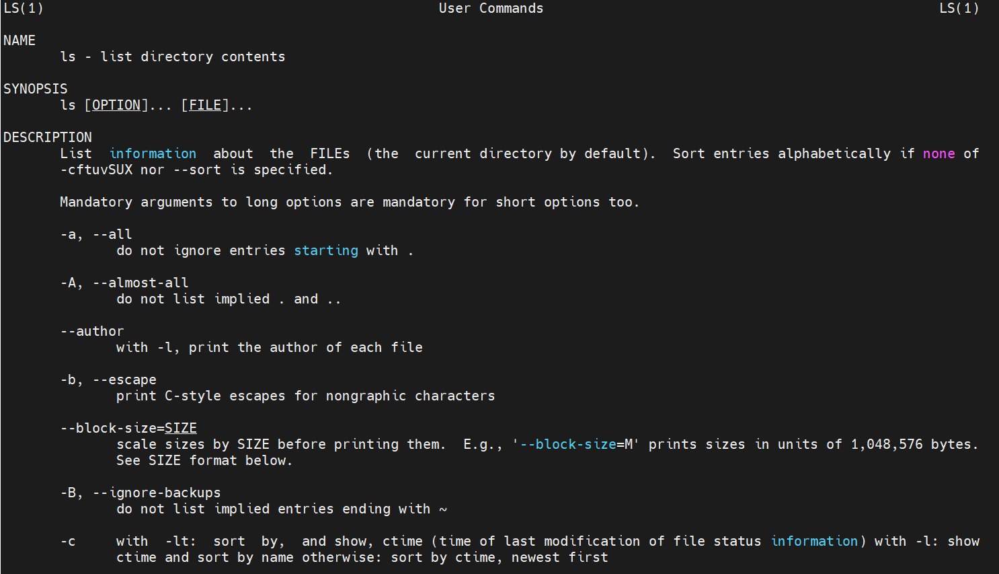 LS(1) User Commands LS(1)
NAME
ls - list directory contents
SYNOPSIS
ls [OPTION]... [FILE]...
DESCRIPTION
List information about the FILEs (the current directory by default). Sort entries alphabetically if none of
-cftuvSUX nor --sort is specified.
Mandatory arguments to long options are mandatory for short options too.
-a, --all
do not ignore entries starting with .
-A, --almost-all
do not list implied . and ..
--author
with -l, print the author of each file
-b, --escape
print C-style escapes for nongraphic characters
--block-size=SIZE
scale sizes by SIZE before printing them. E.g., '--block-size=M' prints sizes in units of 1,048,576 bytes.
See SIZE format below.
-B, --ignore-backups
do not list implied entries ending with ~
-c with -lt: sort by, and show, ctime (time of last modification of file status information) with -l: show
ctime and sort by name otherwise: sort by ctime, newest first